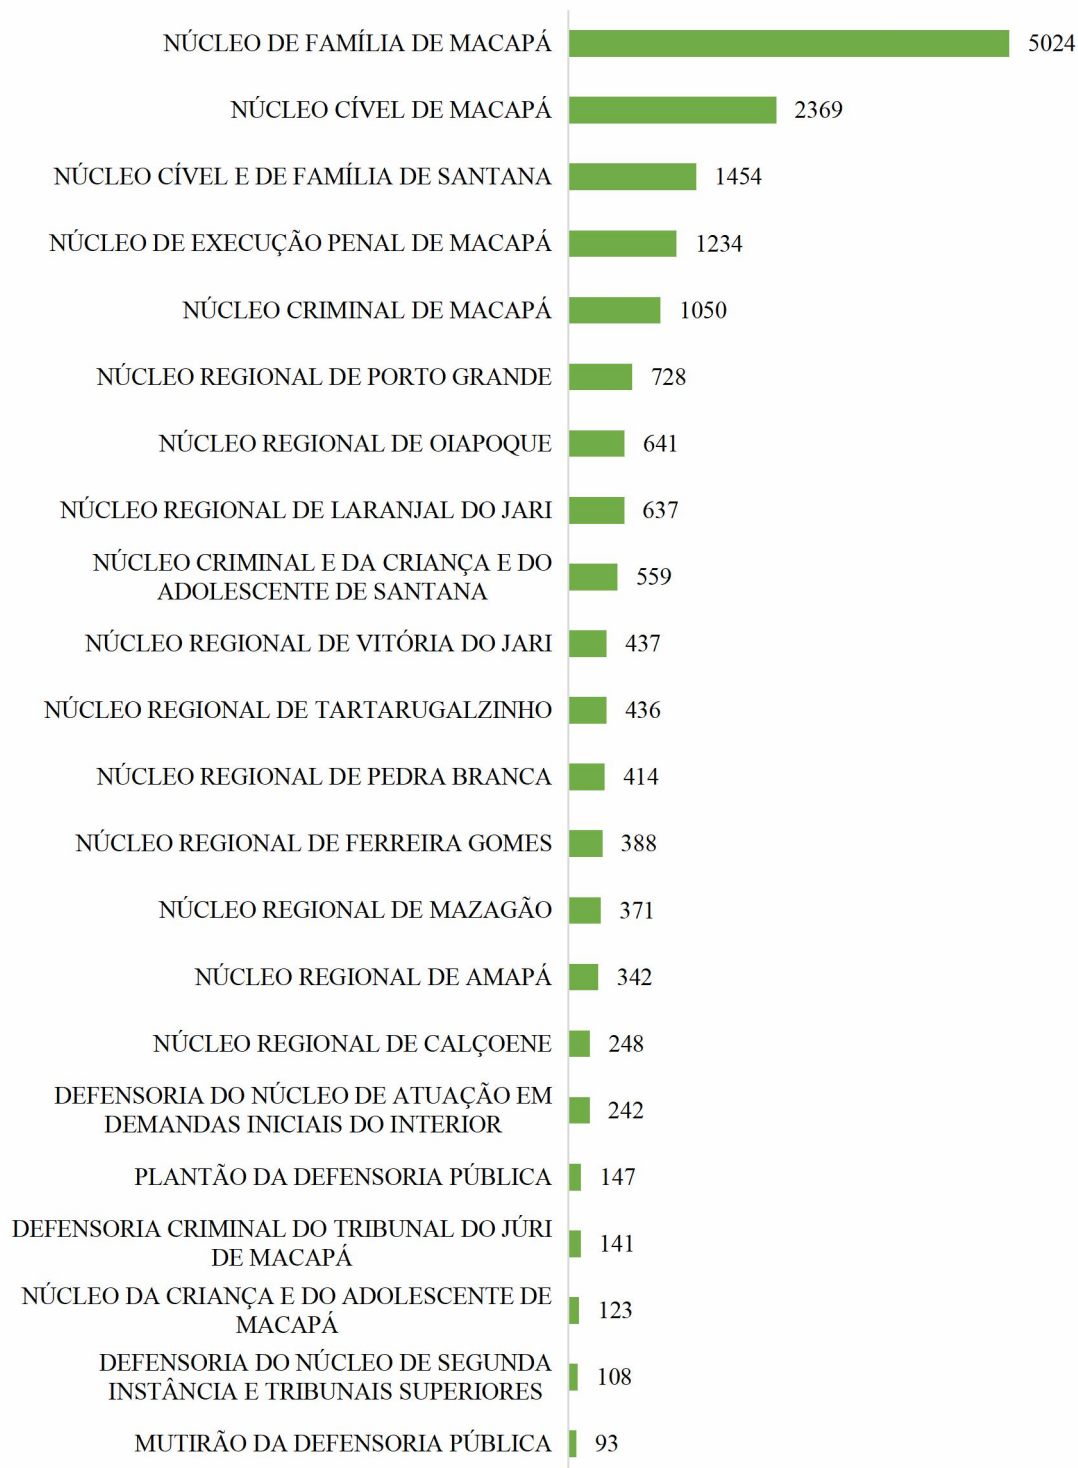 NÚCLEO DE FAMÍLIA DE MACAPÁ 5024
NÚCLEO CÍVEL DE MACAPÁ 2369
NÚCLEO CÍVEL E DE FAMÍLIA DE SANTANA 1454
NÚCLEO DE EXECUÇÃO PENAL DE MACAPÁ 1234
NÚCLEO CRIMINAL DE MACAPÁ 1050
NÚCLEO REGIONAL DE PORTO GRANDE 728
NÚCLEO REGIONAL DE OIAPOQUE 641
NÚCLEO REGIONAL DE LARANJAL DO JARI 637
NÚCLEO CRIMINAL E DA CRIANÇA E DO
ADOLESCENTE DE SANTANA 559
NÚCLEO REGIONAL DE VITÓRIA DO JARI 437
NÚCLEO REGIONAL DE TARTARUGALZINHO 436
NÚCLEO REGIONAL DE PEDRA BRANCA 414
NÚCLEO REGIONAL DE FERREIRA GOMES 388
NÚCLEO REGIONAL DE MAZAGÃO 371
NÚCLEO REGIONAL DE AMAPÁ 342
NÚCLEO REGIONAL DE CALÇOENE 248
DEFENSORIA DO NÚCLEO DE ATUAÇÃO EM
DEMANDAS INICIAIS DO INTERIOR 242
PLANTÃO DA DEFENSORIA PÚBLICA 147
DEFENSORIA CRIMINAL DO TRIBUNAL DO JÚRI
DE MACAPÁ 141
NÚCLEO DA CRIANÇA E DO ADOLESCENTE DE
MACAPÁ 123
DEFENSORIA DO NÚCLEO DE SEGUNDA
INSTÂNCIA E TRIBUNAIS SUPERIORES 108
MUTIRÃO DA DEFENSORIA PÚBLICA 93